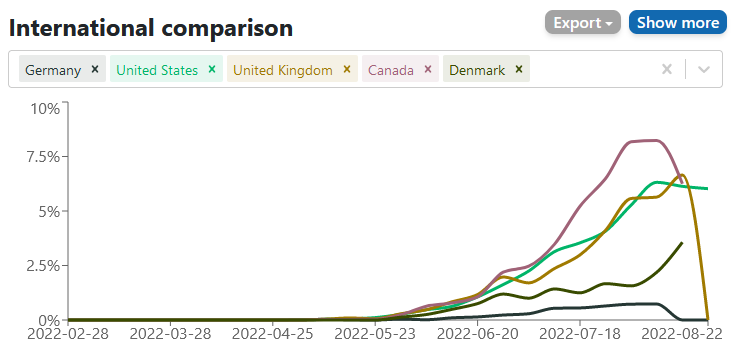 International comparison
Export
Show more
Germany × United States × United Kingdom × Canada × Denmark ×
10%
7.5%
5%
2.5%
0%
2022-02-28 2022-03-28 2022-04-25 2022-05-23 2022-06-20 2022-07-18 2022-08-22